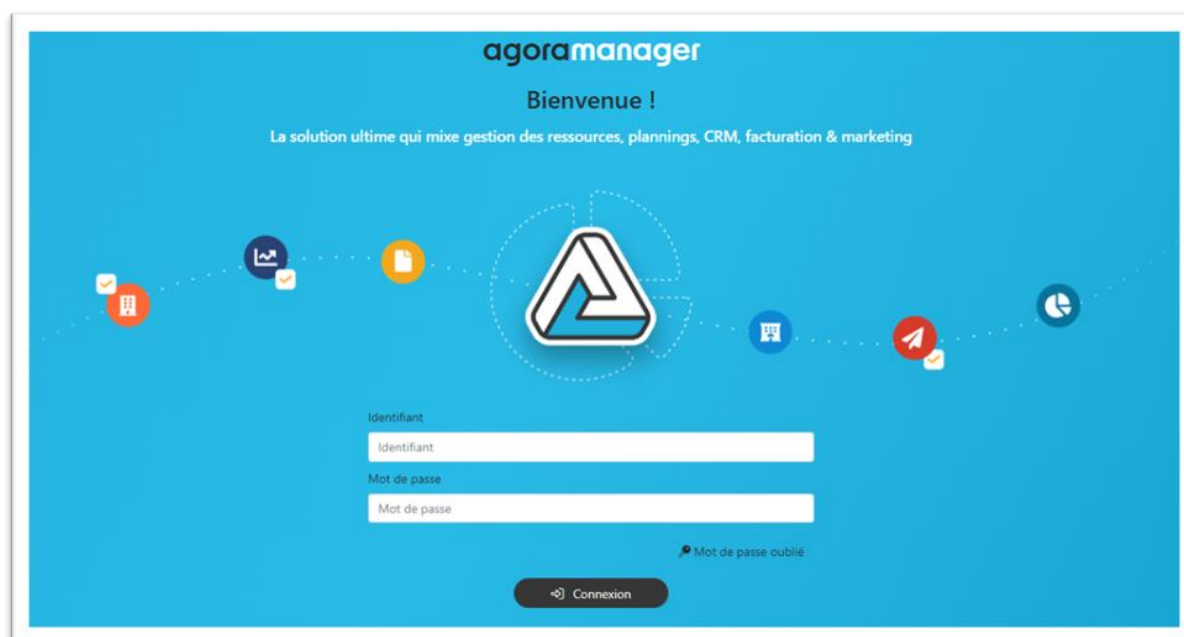 agoramanager
Bienvenue !
La solution ultime qui mixe gestion des ressources, plannings, CRM, facturation & marketing
Identifiant
Identifiant
Mot de passe
Mot de passe
Mot de passe oublié
Connexion